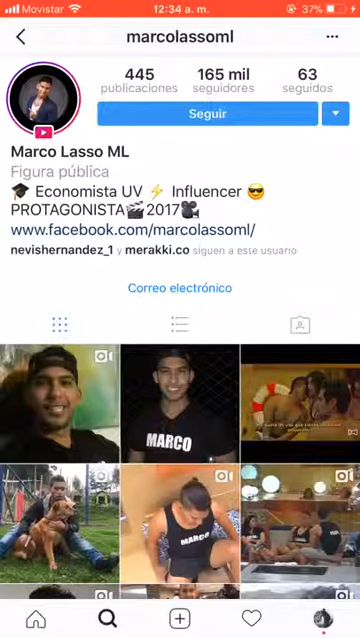 Movistar 12:34 a. m. 37%
marcolassoml
445 165 mil 63
publicaciones seguidores seguidos
Seguir
Marco Lasso ML
Figura pública
🎓 Economista UV ⚡ Influencer 😎
PROTAGONISTA🎬2017🎥
www.facebook.com/marcolassoml/
nevishernandez_1 y merakki.co siguen a este usuario
Correo electrónico
MARCO
MARCO